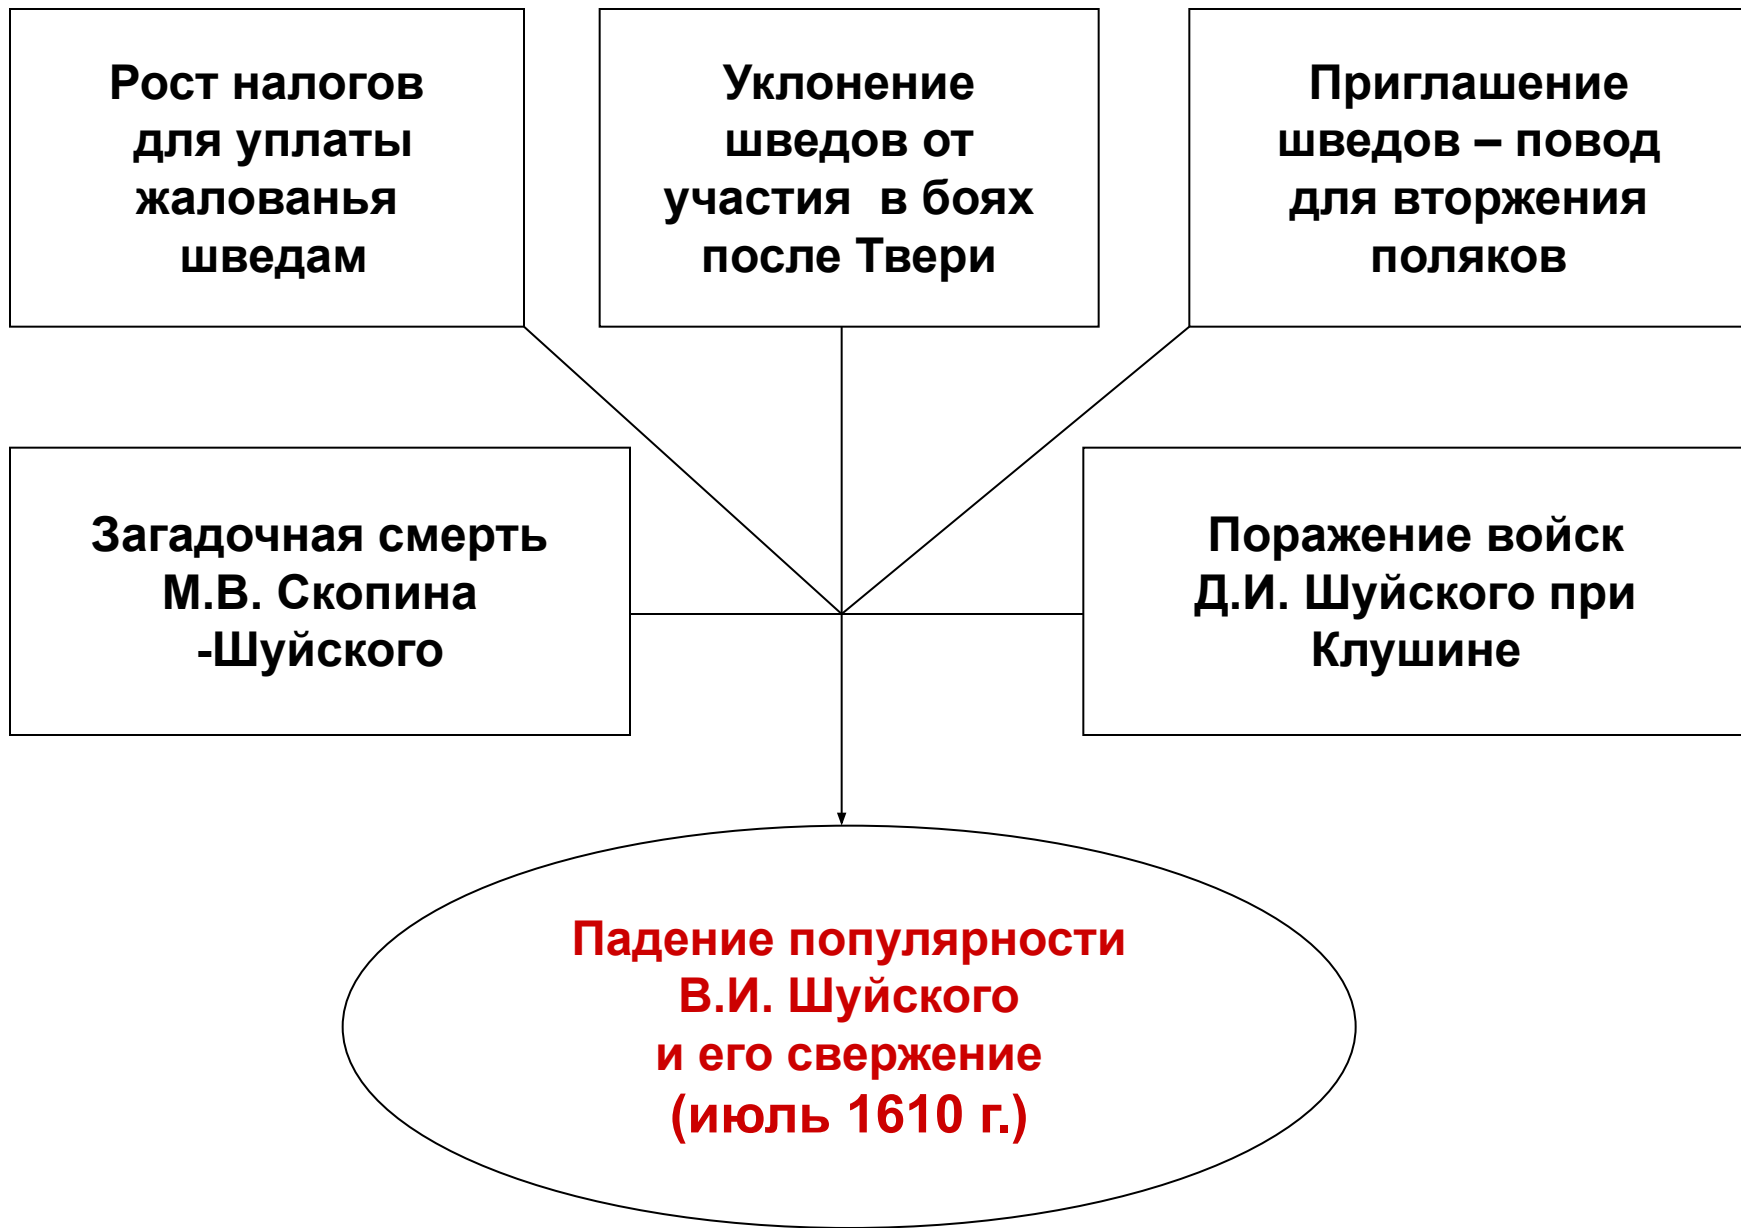 Рост налогов
для уплаты
жалованья
шведам
Уклонение
шведов от
участия в боях
после Твери
Приглашение
шведов – повод
для вторжения
поляков
Загадочная смерть
М.В. Скопина
-Шуйского
Поражение войск
Д.И. Шуйского при
Клушине
Падение популярности
В.И. Шуйского
и его свержение
(июль 1610 г.)